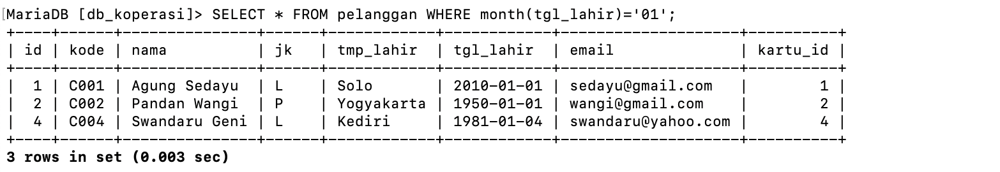 [MariaDB [db_koperasi]> SELECT * FROM pelanggan WHERE month(tgl_lahir)='01';
+----+------+---------------+------+------------+------------+--------------------+----------+
| id | kode | nama          | jk   | tmp_lahir  | tgl_lahir  | email              | kartu_id |
+----+------+---------------+------+------------+------------+--------------------+----------+
|  1 | C001 | Agung Sedayu  | L    | Solo       | 2010-01-01 | sedayu@gmail.com   |        1 |
|  2 | C002 | Pandan Wangi  | P    | Yogyakarta | 1950-01-01 | wangi@gmail.com    |        2 |
|  4 | C004 | Swandaru Geni | L    | Kediri     | 1981-01-04 | swandaru@yahoo.com |        4 |
+----+------+---------------+------+------------+------------+--------------------+----------+
3 rows in set (0.003 sec)